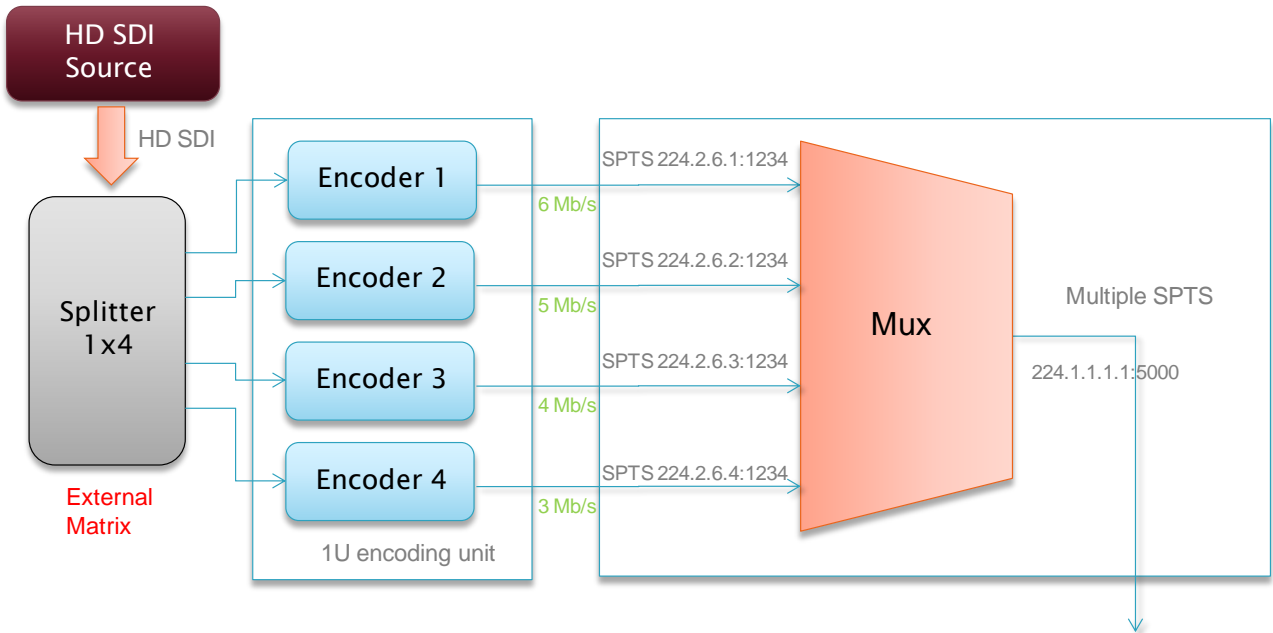 HD SDI
Source
HD SDI
Splitter
1x4
External
Matrix
Encoder 1
Encoder 2
Encoder 3
Encoder 4
1U encoding unit
6 Mb/s
5 Mb/s
4 Mb/s
3 Mb/s
SPTS 224.2.6.1:1234
SPTS 224.2.6.2:1234
SPTS 224.2.6.3:1234
SPTS 224.2.6.4:1234
Mux
Multiple SPTS
224.1.1.1.1:5000